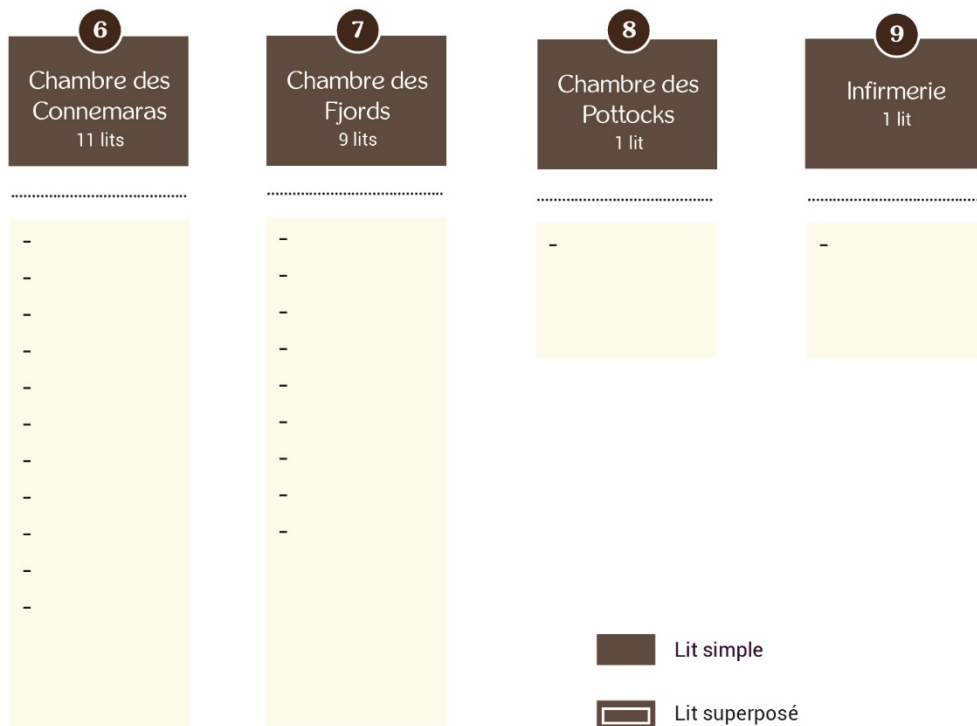 6
Chambre des
Connemaras
11 lits
-
-
-
-
-
-
-
-
-
-
-
7
Chambre des
Fjords
9 lits
-
-
-
-
-
-
-
-
-
8
Chambre des
Pottocks
1 lit
-
9
Infirmerie
1 lit
-
Lit simple
Lit superposé